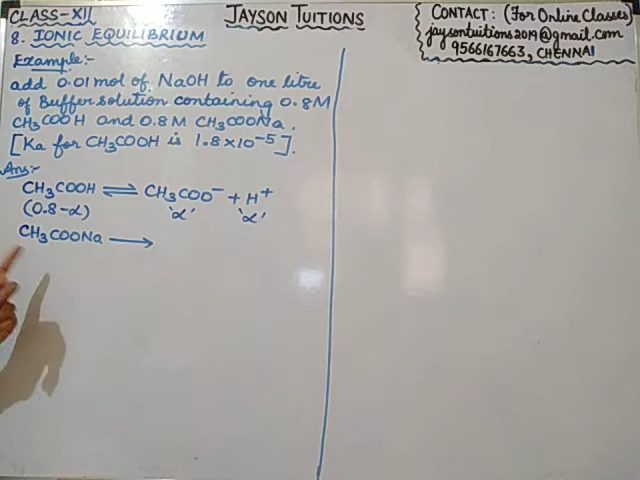 CLASS-XII
JAYSON TUITIONS
CONTACT: (For Online Classes)
jaysontuitions2019@gmail.com
9566167663, CHENNAI
8. IONIC EQUILIBRIUM
Example:-
add 0.01 mol of NaOH to one litre
of Buffer solution containing 0.8M
CH₃COOH and 0.8M CH₃COONa.
[Ka for CH₃COOH is 1.8×10⁻⁵].
Ans:-
CH₃COOH ⇌ CH₃COO⁻ + H⁺
(0.8-α) 'α' 'α'
CH₃COONa ⟶